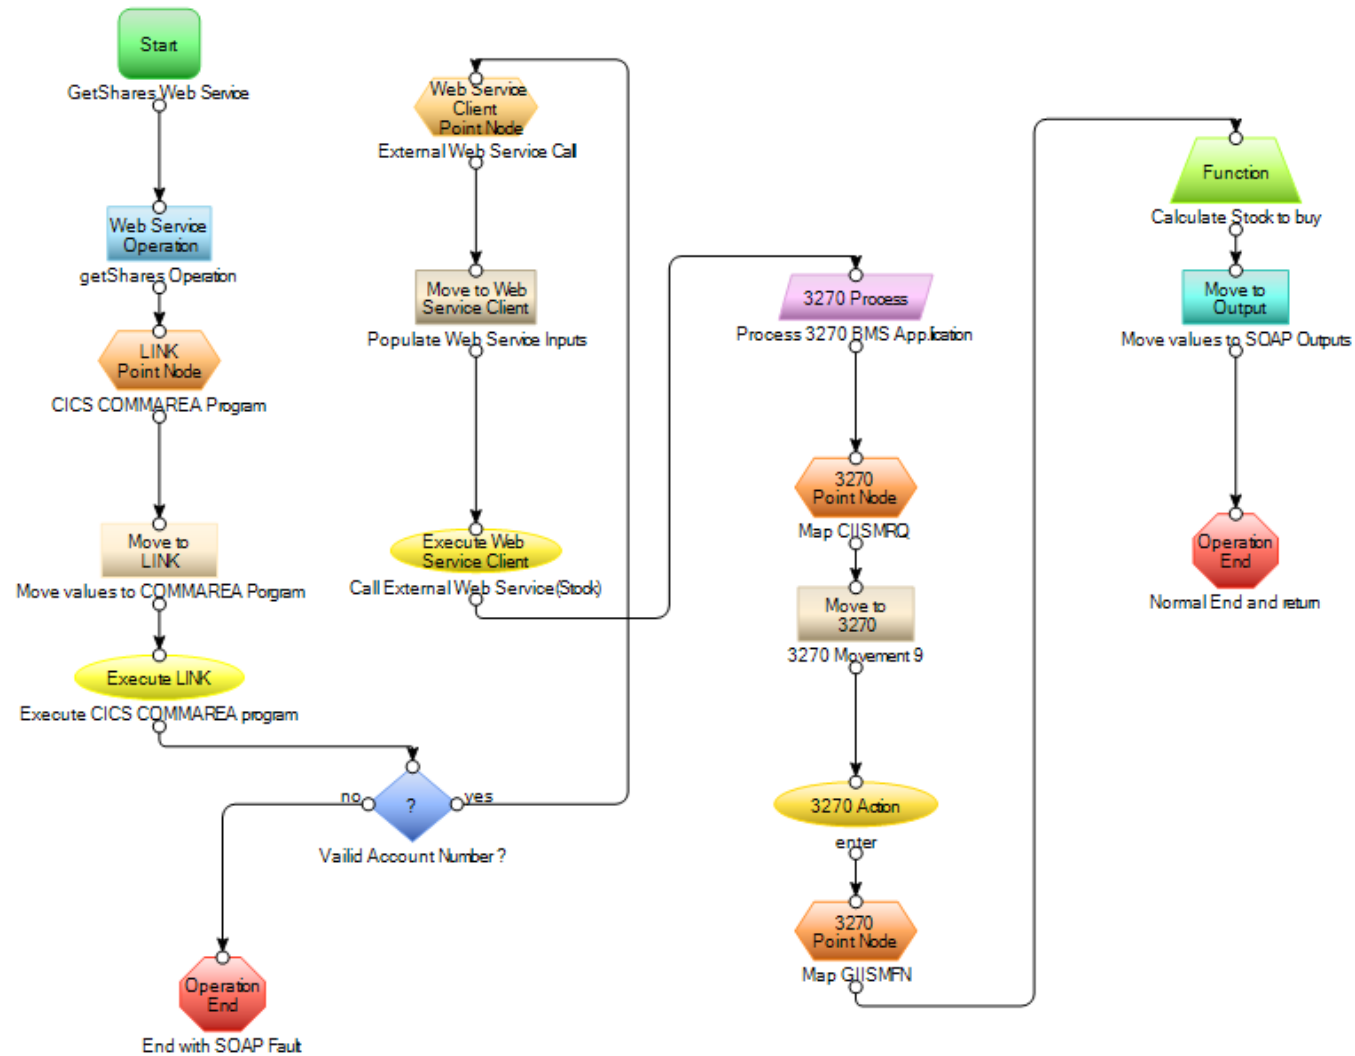 Start
GetShares Web Service
Web Service
Operation
getShares Operation
LINK
Point Node
CICS COMMAREA Program
Move to
LINK
Move values to COMMAREA Porgram
Execute LINK
Execute CICS COMMAREA program
no
?
yes
Vailid Account Number ?
Operation
End
End with SOAP Fault
Web Service
Client
Point Node
External Web Service Call
Move to Web
Service Client
Populate Web Service Inputs
Execute Web
Service Client
Call External Web Service(Stock)
3270 Process
Process 3270 BMS App.lication
3270
Point Node
Map CIISMRQ
Move to
3270
3270 Movement 9
3270 Action
enter
3270
Point Node
Map GIISMFN
Function
Calculate Stock to buy
Move to
Output
Move values to SOAP Outputs
Operation
End
Normal End and return